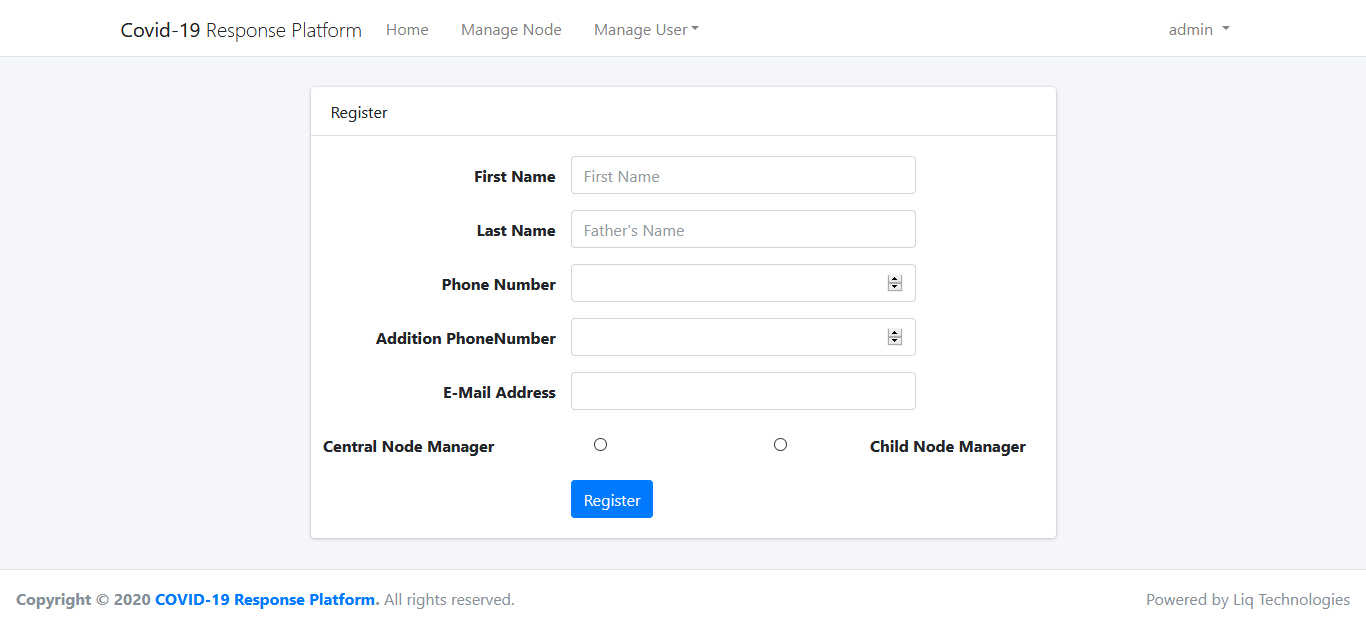 Covid-19 Response Platform Home Manage Node Manage User admin
Register
First Name First Name
Last Name Father's Name
Phone Number
Addition PhoneNumber
E-Mail Address
Central Node Manager Child Node Manager
Register
Copyright © 2020 COVID-19 Response Platform. All rights reserved. Powered by Liq Technologies